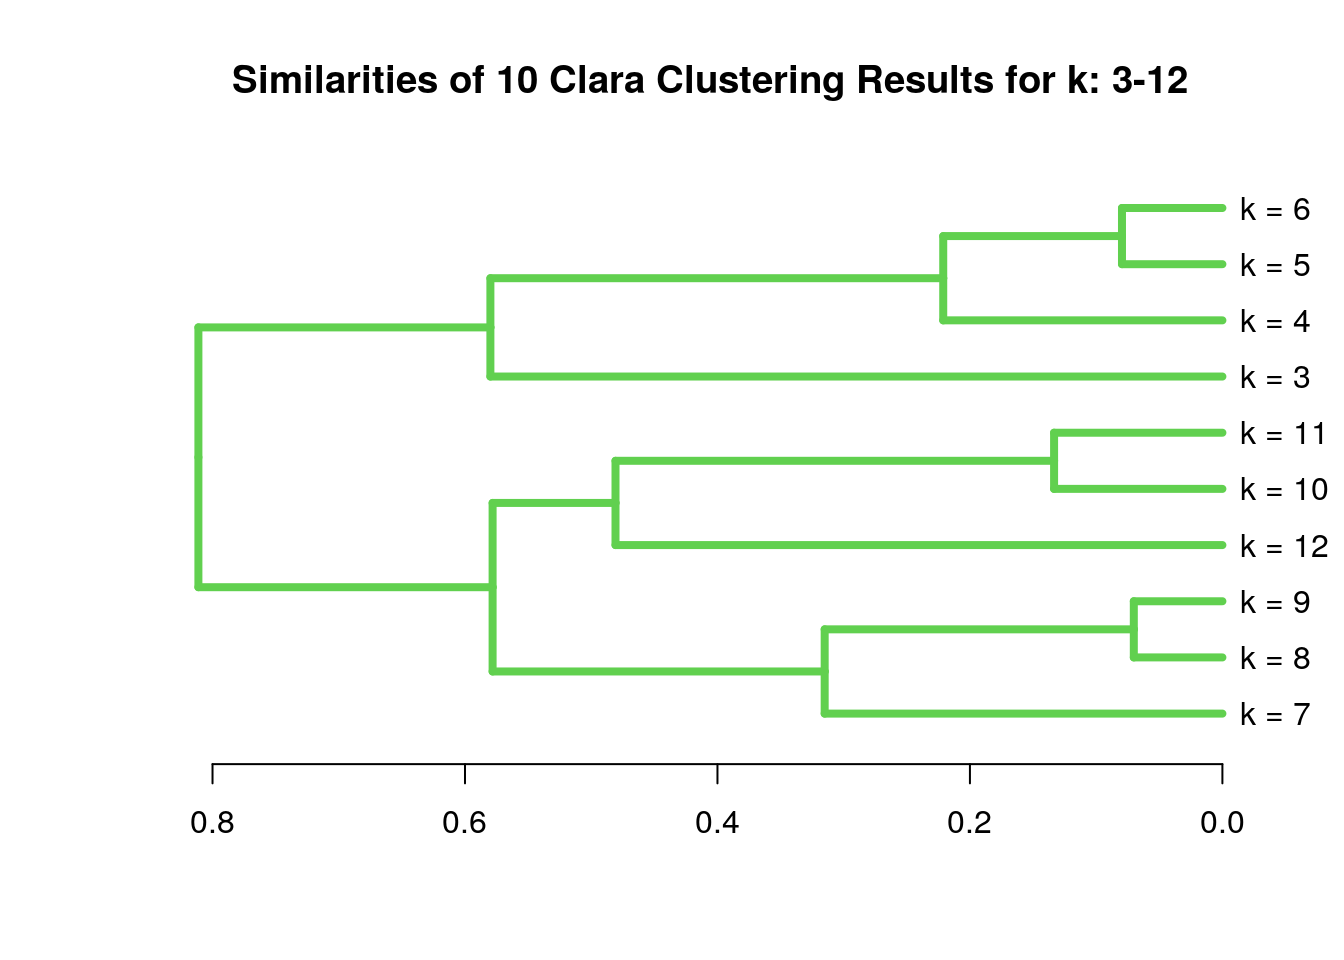 Similarities of 10 Clara Clustering Results for k: 3-12
k = 6
k = 5
k = 4
k = 3
k = 11
k = 10
k = 12
k = 9
k = 8
k = 7
0.8 0.6 0.4 0.2 0.0